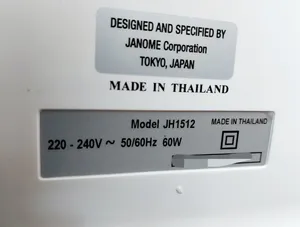 DESIGNED AND SPECIFIED BY
JANOME Corporation
TOKYO, JAPAN
MADE IN THAILAND
Model JH1512 MADE IN THAILAND
220 - 240V ~ 50/60Hz 60W